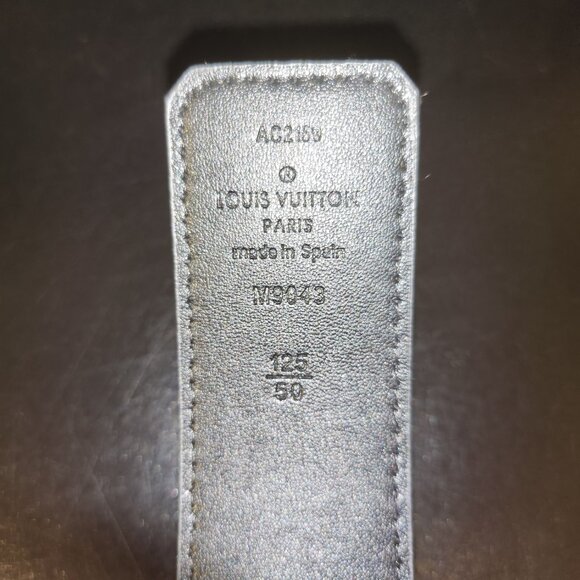 AC2159
®
LOUIS VUITTON
PARIS
made in Spain
M9043
125
50